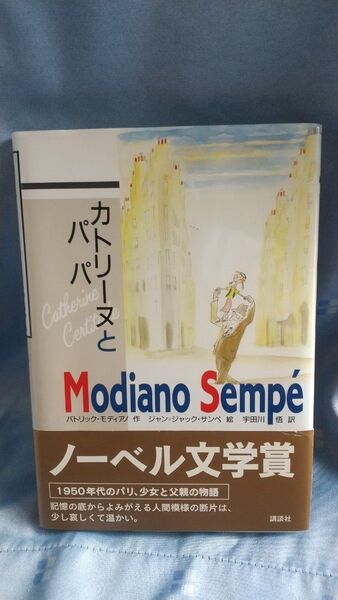 カトリーヌと
パパ
Catherine
Certitude
Modiano Sempé
パトリック・モディアノ 作 ジャン=ジャック・サンペ 絵 宇田川 悟 訳
ノーベル文学賞
1950年代のパリ、少女と父親の物語
記憶の底からよみがえる人間模様の断片は、
少し哀しくて温かい。
講談社